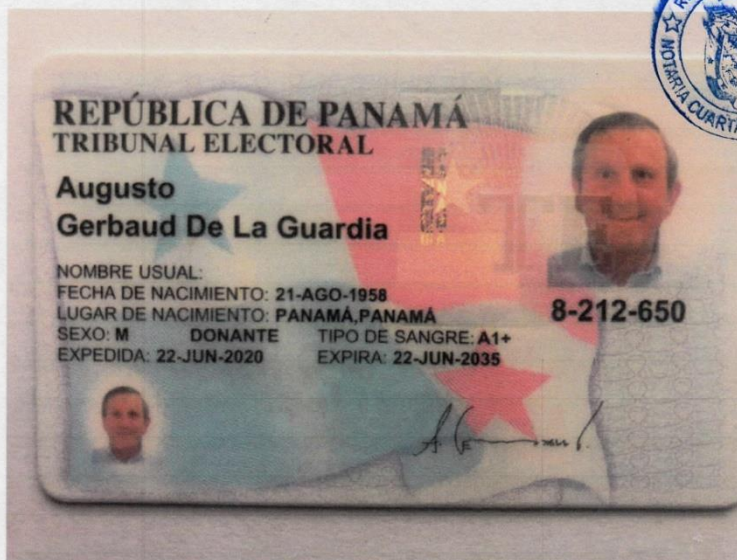 REPÚBLICA DE PANAMÁ
TRIBUNAL ELECTORAL
Augusto
Gerbaud De La Guardia
NOMBRE USUAL:
FECHA DE NACIMIENTO: 21-AGO-1958
LUGAR DE NACIMIENTO: PANAMÁ,PANAMÁ
SEXO: M DONANTE TIPO DE SANGRE: A1+
EXPEDIDA: 22-JUN-2020 EXPIRA: 22-JUN-2035
8-212-650
TE
NOTARIA CUART